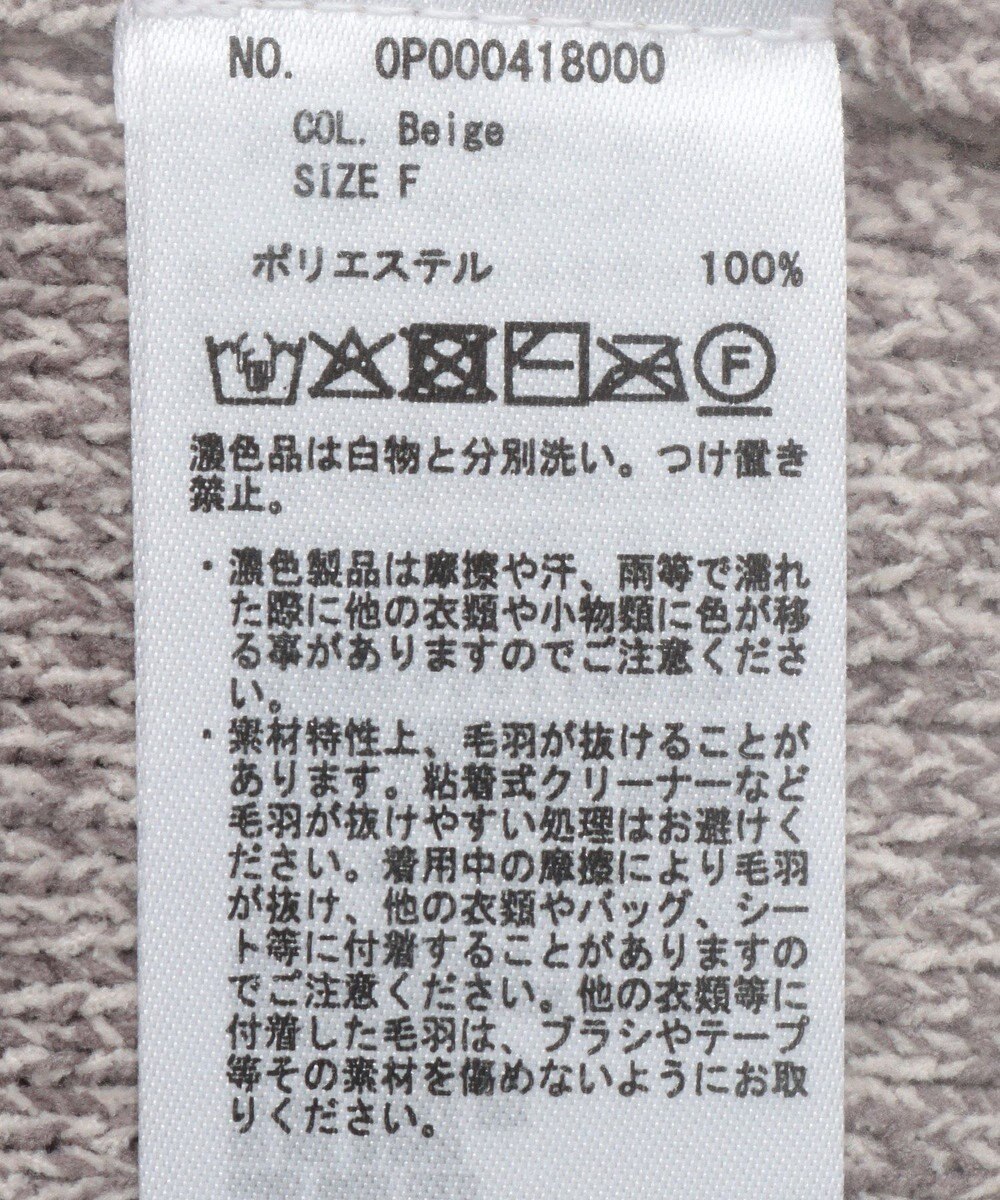 NO. 0P000418000
COL. Beige
SIZE F
ポリエステル 100%
F
濃色品は白物と分別洗い。つけ置き
禁止。
・濃色製品は摩擦や汗、雨等で濡れ
た際に他の衣類や小物類に色が移
る事がありますのでご注意くださ
い。
・素材特性上、毛羽が抜けることが
あります。粘着式クリーナーなど
毛羽が抜けやすい処理はお避けく
ださい。着用中の摩擦により毛羽
が抜け、他の衣類やバッグ、シー
ト等に付着することがありますの
でご注意ください。他の衣類等に
付着した毛羽は、ブラシやテープ
等その素材を傷めないようにお取
りください。